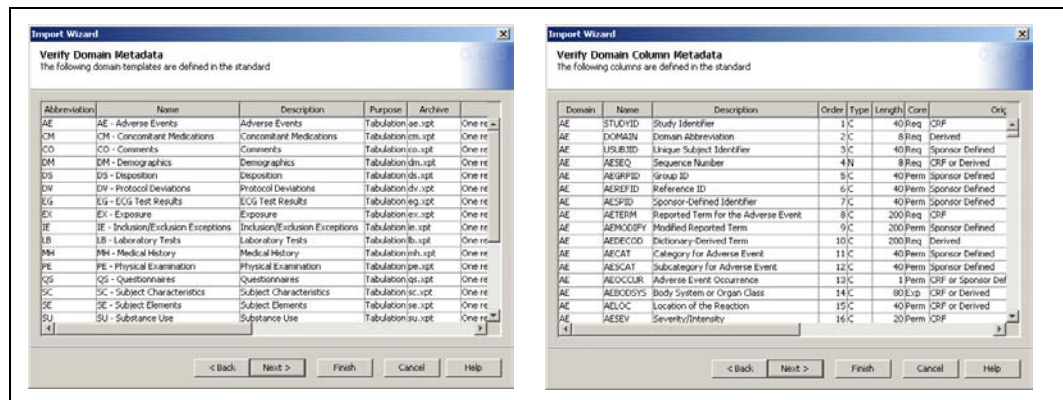 Import Wizard
Verify Domain Metadata
The following domain templates are defined in the standard
Abbreviation Name Description Purpose Archive
AE AE - Adverse Events Adverse Events Tabulation ae.xpt One re
CM CM - Concomitant Medications Concomitant Medications Tabulation cm.xpt One re
CO CO - Comments Comments Tabulation co.xpt One re
DM DM - Demographics Demographics Tabulation dm.xpt One re
DS DS - Disposition Disposition Tabulation ds.xpt One re
DV DV - Protocol Deviations Protocol Deviations Tabulation dv.xpt One re
EG EG - ECG Test Results ECG Test Results Tabulation eg.xpt One re
EX EX - Exposure Exposure Tabulation ex.xpt One re
IE IE - Inclusion/Exclusion Exceptions Inclusion/Exclusion Exceptions Tabulation ie.xpt One re
LB LB - Laboratory Tests Laboratory Tests Tabulation lb.xpt One re
MH MH - Medical History Medical History Tabulation mh.xpt One re
PE PE - Physical Examination Physical Examination Tabulation pe.xpt One re
QS QS - Questionnaires Questionnaires Tabulation qs.xpt One re
SC SC - Subject Characteristics Subject Characteristics Tabulation sc.xpt One re
SE SE - Subject Elements Subject Elements Tabulation se.xpt One re
SU SU - Substance Use Substance Use Tabulation su.xpt One re
< Back Next > Finish Cancel Help
Import Wizard
Verify Domain Column Metadata
The following columns are defined in the standard
Domain Name Description Order Type Length Core Orig
AE STUDYID Study Identifier 1 C 40 Req CRF
AE DOMAIN Domain Abbreviation 2 C 8 Req Derived
AE USUBJID Unique Subject Identifier 3 C 40 Req Sponsor Defined
AE AESEQ Sequence Number 4 N 8 Req CRF or Derived
AE AEGRPID Group ID 5 C 40 Perm Sponsor Defined
AE AEREFID Reference ID 6 C 40 Perm Sponsor Defined
AE AESPID Sponsor-Defined Identifier 7 C 40 Perm Sponsor Defined
AE AETERM Reported Term for the Adverse Event 8 C 200 Req CRF
AE AEMODIFY Modified Reported Term 9 C 200 Perm Sponsor Defined
AE AEDECOD Dictionary-Derived Term 10 C 200 Req Derived
AE AECAT Category for Adverse Event 11 C 40 Perm Sponsor Defined
AE AESCAT Subcategory for Adverse Event 12 C 40 Perm Sponsor Defined
AE AEOCCUR Adverse Event Occurrence 13 C 1 Perm CRF or Sponsor Def
AE AEBODSYS Body System or Organ Class 14 C 80 Exp CRF or Derived
AE AELOC Location of the Reaction 15 C 40 Perm CRF or Derived
AE AESEV Severity/Intensity 16 C 20 Perm CRF
< Back Next > Finish Cancel Help